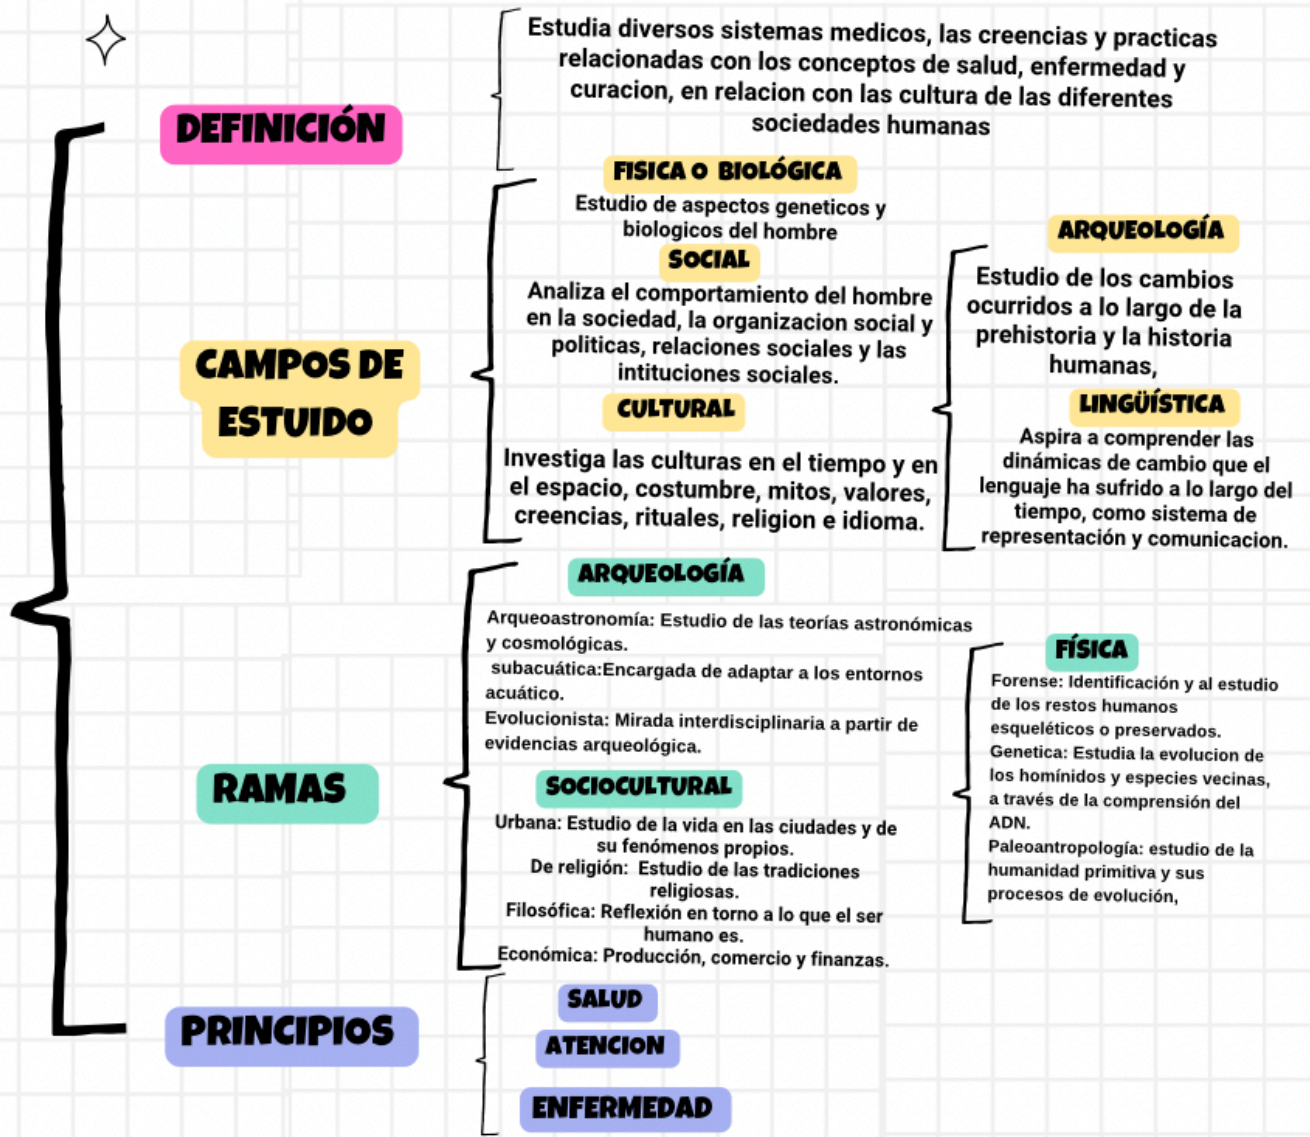 DEFINICIÓN
Estudia diversos sistemas medicos, las creencias y practicas
relacionadas con los conceptos de salud, enfermedad y
curacion, en relacion con las cultura de las diferentes
sociedades humanas
CAMPOS DE
ESTUIDO
FISICA O BIOLÓGICA
Estudio de aspectos geneticos y
biologicos del hombre
SOCIAL
Analiza el comportamiento del hombre
en la sociedad, la organizacion social y
politicas, relaciones sociales y las
intituciones sociales.
CULTURAL
Investiga las culturas en el tiempo y en
el espacio, costumbre, mitos, valores,
creencias, rituales, religion e idioma.
ARQUEOLOGÍA
Estudio de los cambios
ocurridos a lo largo de la
prehistoria y la historia
humanas,
LINGÜÍSTICA
Aspira a comprender las
dinámicas de cambio que el
lenguaje ha sufrido a lo largo del
tiempo, como sistema de
representación y comunicacion.
RAMAS
ARQUEOLOGÍA
Arqueoastronomía: Estudio de las teorías astronómicas
y cosmológicas.
subacuática:Encargada de adaptar a los entornos
acuático.
Evolucionista: Mirada interdisciplinaria a partir de
evidencias arqueológica.
SOCIOCULTURAL
Urbana: Estudio de la vida en las ciudades y de
su fenómenos propios.
De religión: Estudio de las tradiciones
religiosas.
Filosófica: Reflexión en torno a lo que el ser
humano es.
Económica: Producción, comercio y finanzas.
FÍSICA
Forense: Identificación y al estudio
de los restos humanos
esqueléticos o preservados.
Genetica: Estudia la evolucion de
los homínidos y especies vecinas,
a través de la comprensión del
ADN.
Paleoantropología: estudio de la
humanidad primitiva y sus
procesos de evolución,
PRINCIPIOS
SALUD
ATENCION
ENFERMEDAD